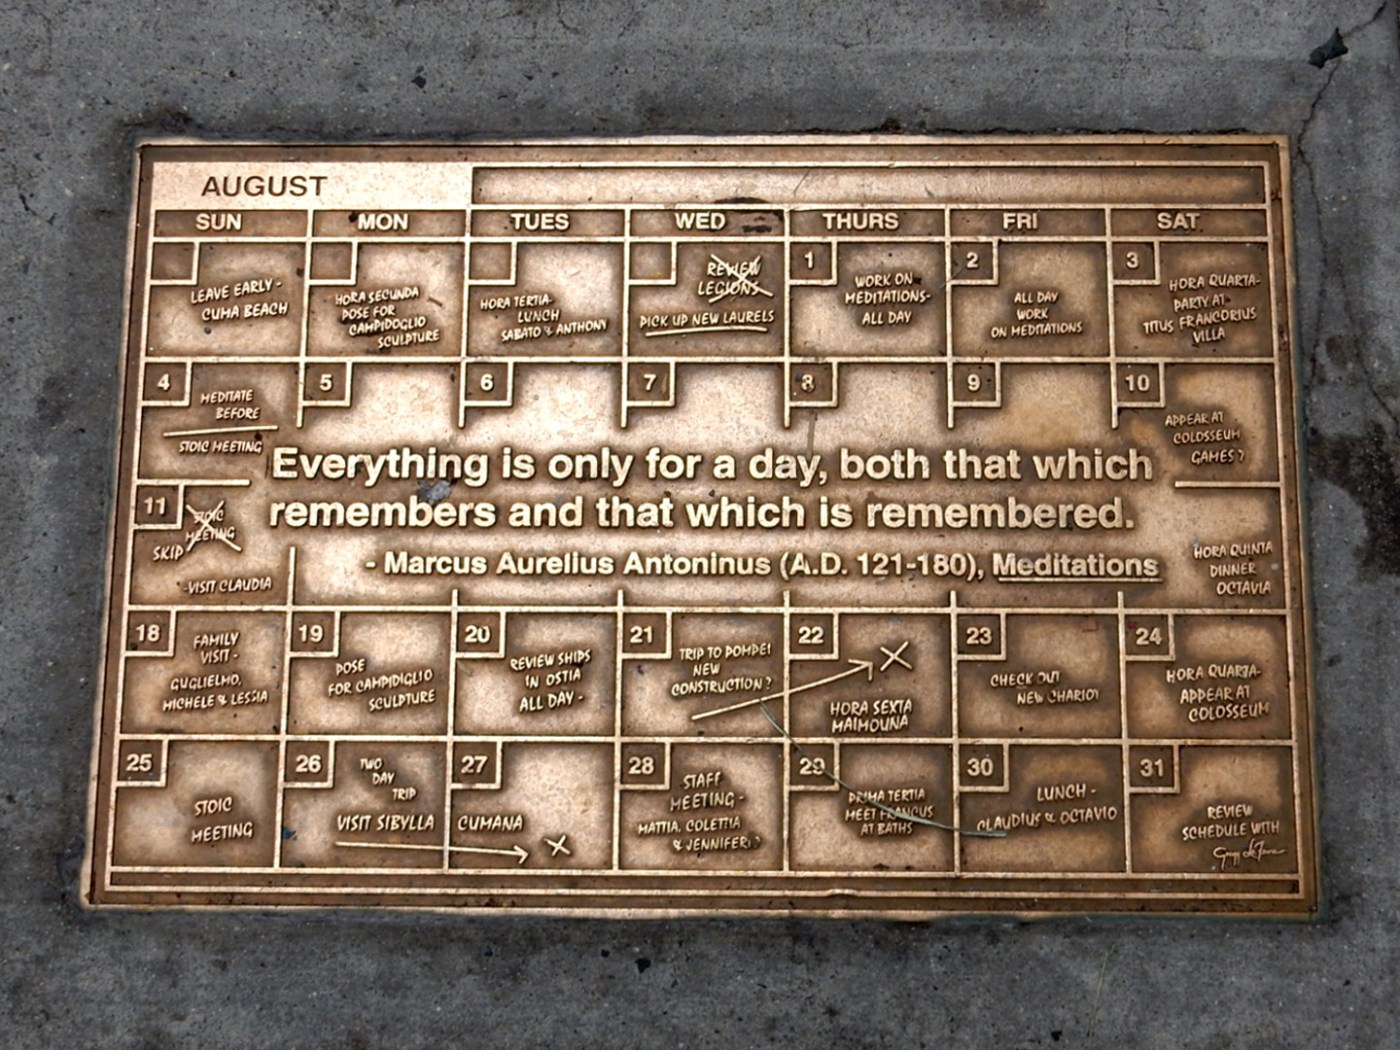 AUGUST
SUN MON TUES WED THURS FRI SAT
LEAVE EARLY -
CUMA BEACH
HORA SECUNDA
POSE FOR
CAMPIDOGLIO
SCULPTURE
HORA TERTIA-
LUNCH
SABATO & ANTHONY
REVIEW
LEGIONS
PICK UP NEW LAURELS
1
WORK ON
MEDITATIONS-
ALL DAY
2
ALL DAY
WORK
ON MEDITATIONS
3
HORA QUARTA-
PARTY AT
TITUS FRANCORIUS
VILLA
4
MEDITATE
BEFORE
STOIC MEETING
5
6
7
8
9
10
APPEAR AT
COLOSSEUM
GAMES?
Everything is only for a day, both that which
remembers and that which is remembered.
- Marcus Aurelius Antoninus (A.D. 121-180), Meditations
11
STOIC
MEETING
SKIP
-VISIT CLAUDIA
HORA QUINTA
DINNER
OCTAVIA
18
FAMILY
VISIT -
GUGLIELMO,
MICHELE & LESSIA
19
POSE
FOR CAMPIDIGLIO
SCULPTURE
20
REVIEW SHIPS
IN OSTIA
ALL DAY -
21
TRIP TO POMPEI
NEW
CONSTRUCTION?
22
HORA SEXTA
MAIMOUNA
23
CHECK OUT
NEW CHARIOT
24
HORA QUARTA-
APPEAR AT
COLOSSEUM
25
STOIC
MEETING
26
TWO
DAY
TRIP
VISIT SIBYLLA
27
CUMANA
28
STAFF
MEETING -
MATTIA, COLETTIA
& JENNIFERIO
29
PRIMA TERTIA
MEET FRANCUS
AT BATHS
30
LUNCH -
CLAUDIUS & OCTAVIO
31
REVIEW
SCHEDULE WITH